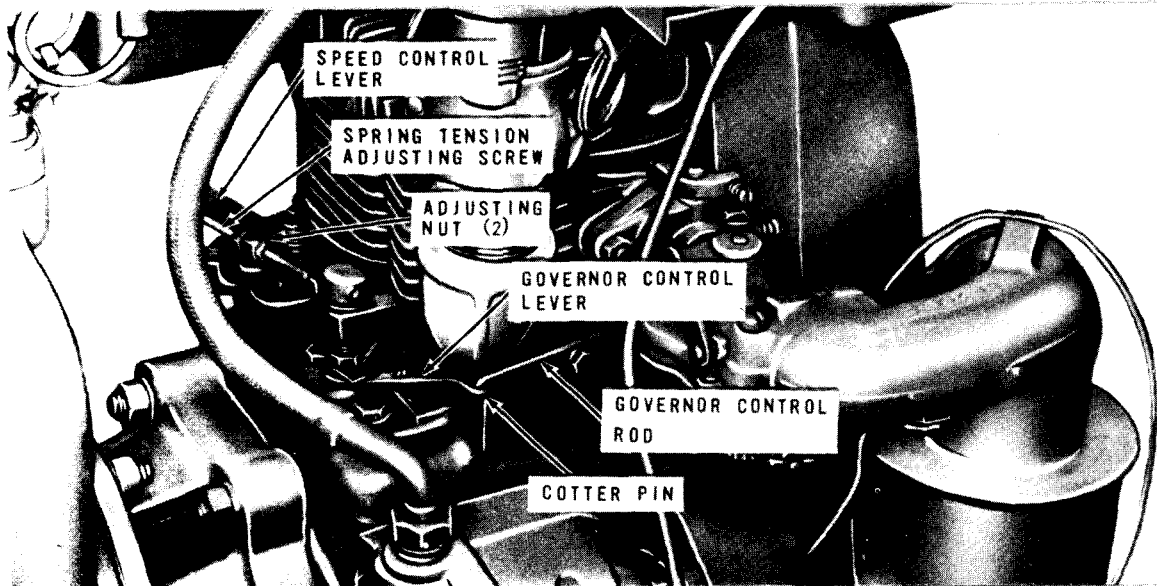 SPEED CONTROL
LEVER
SPRING TENSION
ADJUSTING SCREW
ADJUSTING
NUT (2)
GOVERNOR CONTROL
LEVER
GOVERNOR CONTROL
ROD
COTTER PIN